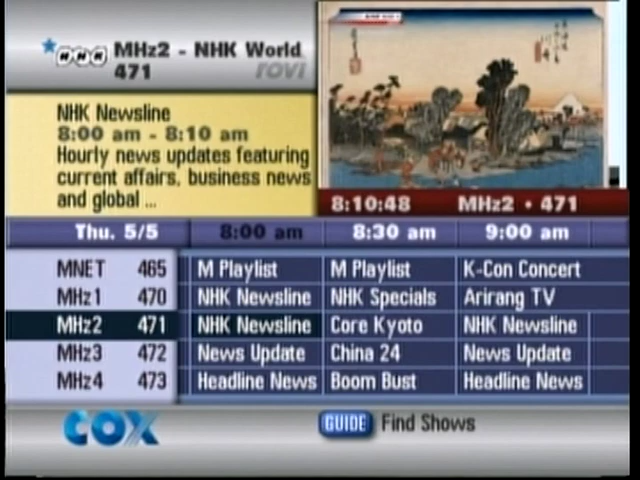 NHK MHz2 - NHK World
471 rovi
NHK Newsline
8:00 am - 8:10 am
Hourly news updates featuring
current affairs, business news
and global ...
8:10:48 MHz2 • 471
Thu. 5/5 8:00 am 8:30 am 9:00 am
MNET 465 M Playlist M Playlist K-Con Concert
MHz1 470 NHK Newsline NHK Specials Arirang TV
MHz2 471 NHK Newsline Core Kyoto NHK Newsline
MHz3 472 News Update China 24 News Update
MHz4 473 Headline News Boom Bust Headline News
COX GUIDE Find Shows